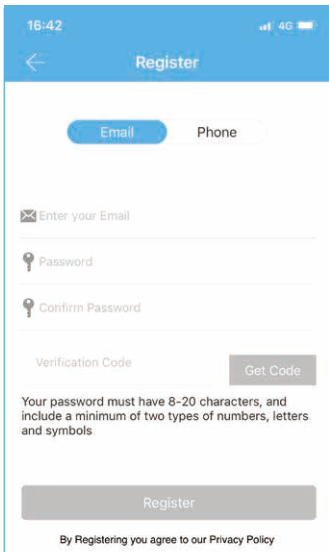 16:42
4G
Register
Email Phone
Enter your Email
Password
Confirm Password
Verification Code Get Code
Your password must have 8-20 characters, and
include a minimum of two types of numbers, letters
and symbols
Register
By Registering you agree to our Privacy Policy